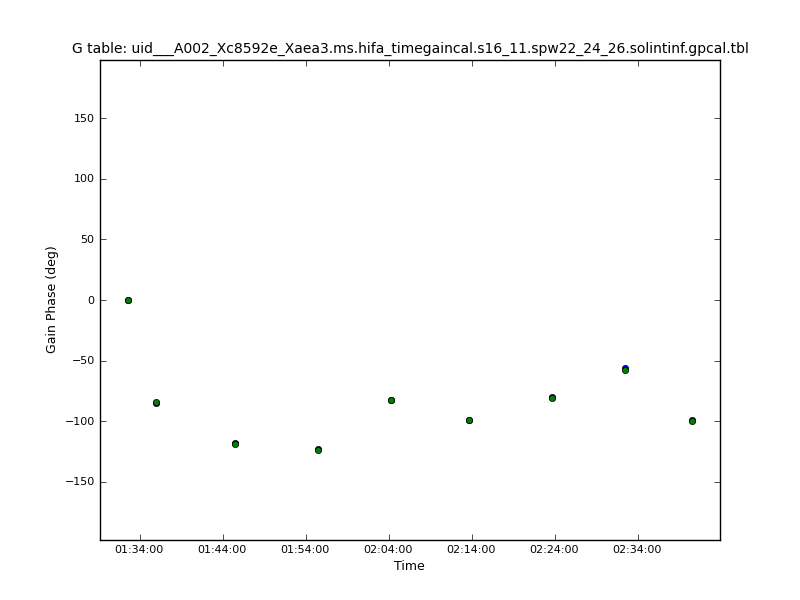 G table: uid___A002_Xc8592e_Xaea3.ms.hifa_timegaincal.s16_11.spw22_24_26.solintinf.gpcal.tbl
150
100
50
0
−50
−100
−150
Gain Phase (deg)
01:34:00 01:44:00 01:54:00 02:04:00 02:14:00 02:24:00 02:34:00
Time